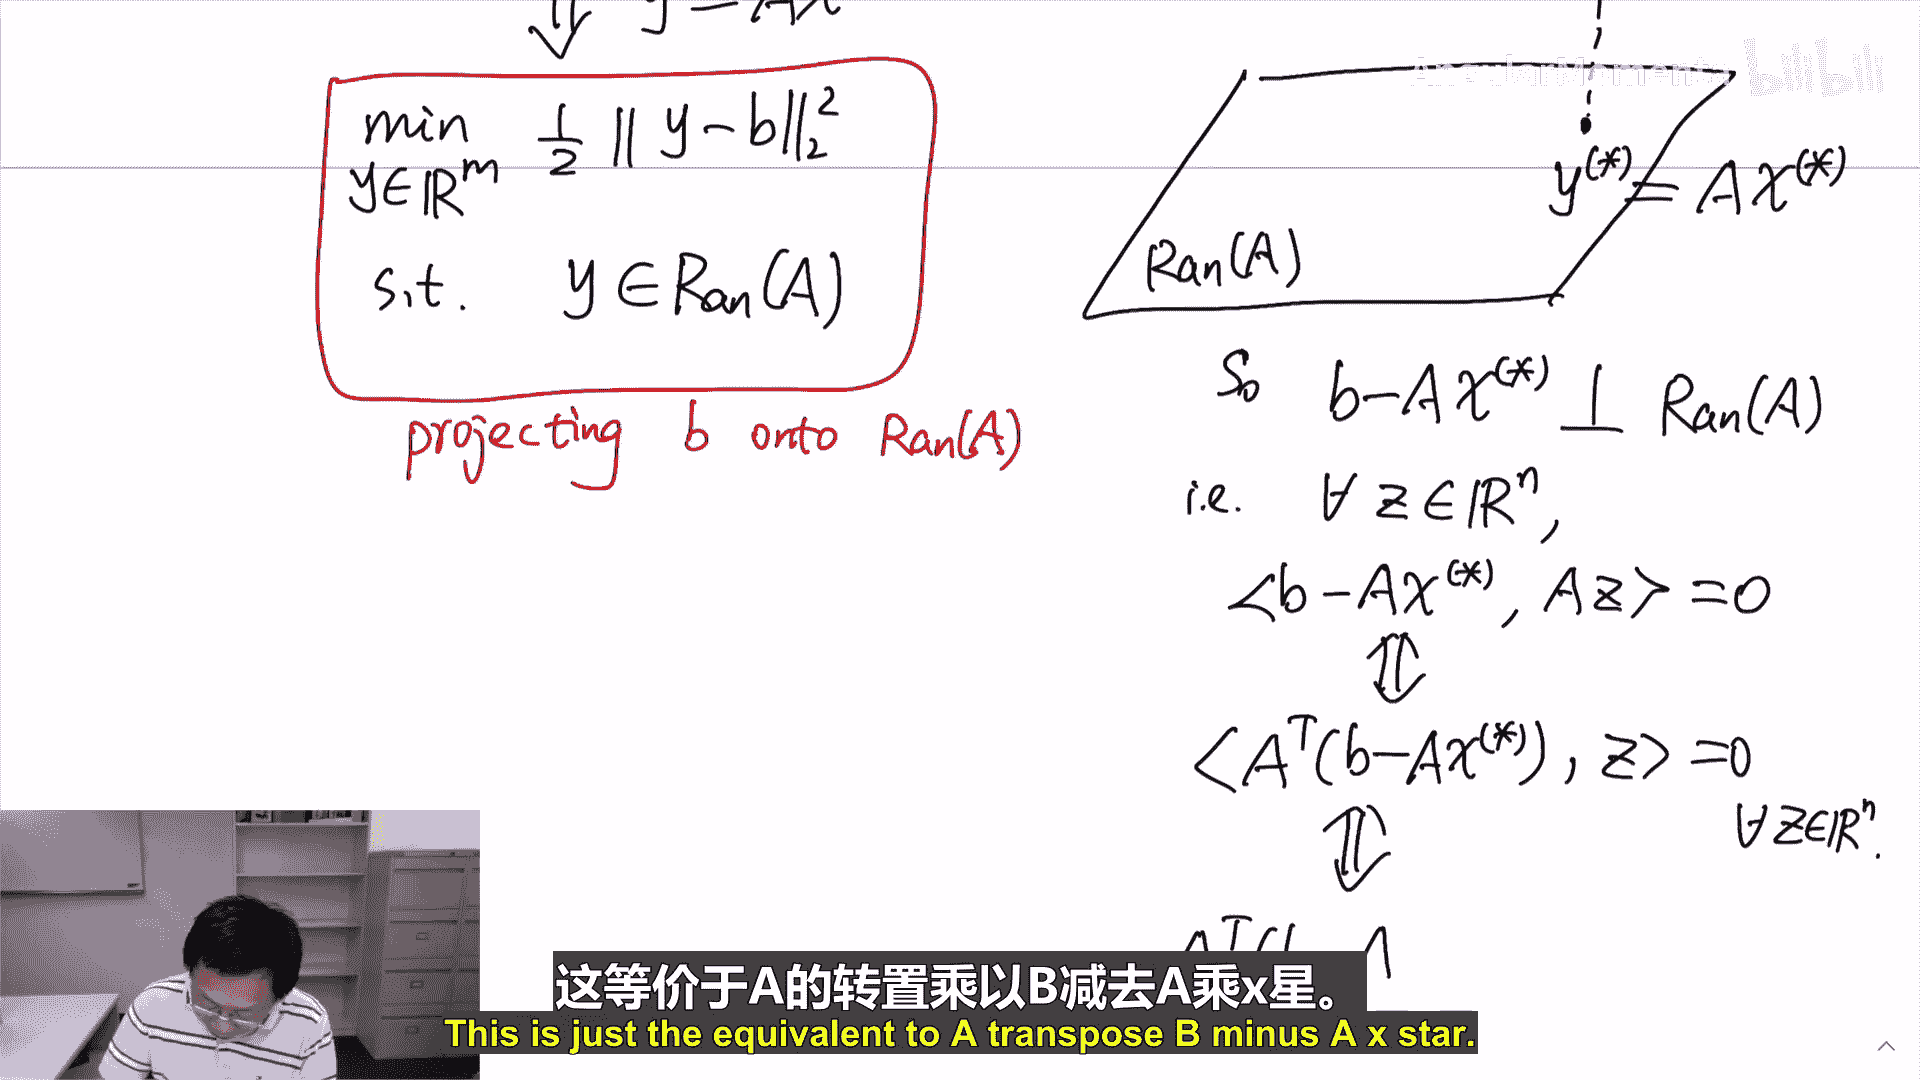 y = Ax
min 1/2 ‖y − b‖₂²
y∈ℝᵐ
s.t. y ∈ Ran(A)
projecting b onto Ran(A)
bilibili
y⁽*⁾ = Ax⁽*⁾
Ran(A)
So b − Ax⁽*⁾ ⊥ Ran(A)
i.e. ∀ z ∈ ℝⁿ,
<b − Ax⁽*⁾, Az> = 0
⇕
<Aᵀ(b − Ax⁽*⁾), z> = 0
∀ z∈ℝⁿ.
⇕
这等价于A的转置乘以B减去A乘x星。
This is just the equivalent to A transpose B minus A x star.